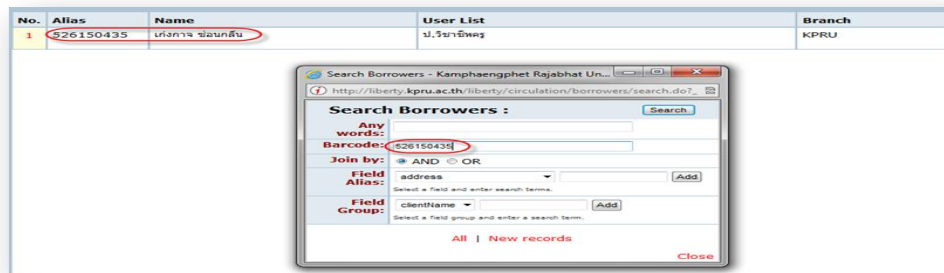 No. Alias Name User List Branch
1 526150435 เก่งกาจ ซ่อนกลิ่น ป.วิชาชีพครู KPRU
Search Borrowers - Kamphaengphet Rajabhat Un...
http://liberty.kpru.ac.th/liberty/circulation/borrowers/search.do?_
Search Borrowers : Search
Any words:
Barcode: 526150435
Join by: AND OR
Field Alias: address Add
Select a field and enter search terms.
Field Group: clientName Add
Select a field group and enter a search term.
All | New records
Close